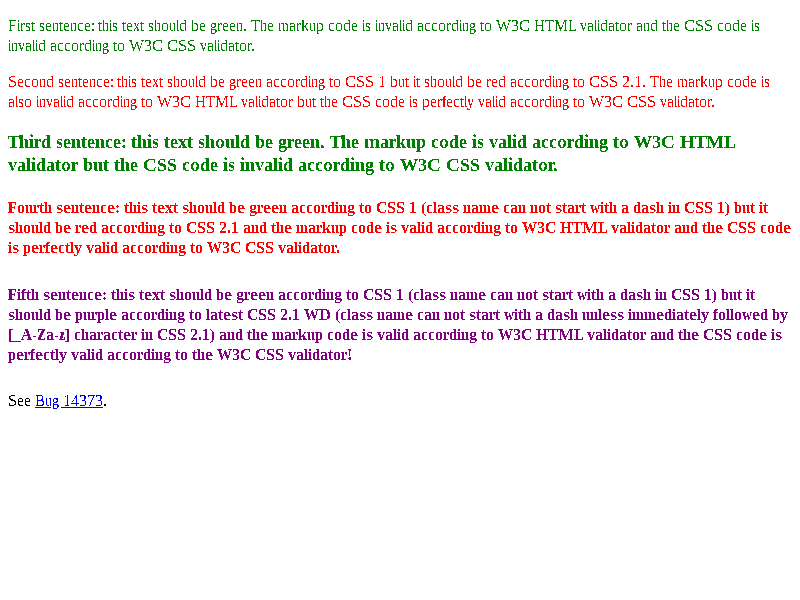 First sentence: this text should be green. The markup code is invalid according to W3C HTML validator and the CSS code is
invalid according to W3C CSS validator.
Second sentence: this text should be green according to CSS 1 but it should be red according to CSS 2.1. The markup code is
also invalid according to W3C HTML validator but the CSS code is perfectly valid according to W3C CSS validator.
Third sentence: this text should be green. The markup code is valid according to W3C HTML
validator but the CSS code is invalid according to W3C CSS validator.
Fourth sentence: this text should be green according to CSS 1 (class name can not start with a dash in CSS 1) but it
should be red according to CSS 2.1 and the markup code is valid according to W3C HTML validator and the CSS code
is perfectly valid according to W3C CSS validator.
Fifth sentence: this text should be green according to CSS 1 (class name can not start with a dash in CSS 1) but it
should be purple according to latest CSS 2.1 WD (class name can not start with a dash unless immediately followed by
[_A-Za-z] character in CSS 2.1) and the markup code is valid according to W3C HTML validator and the CSS code is
perfectly valid according to the W3C CSS validator!
See Bug 14373.